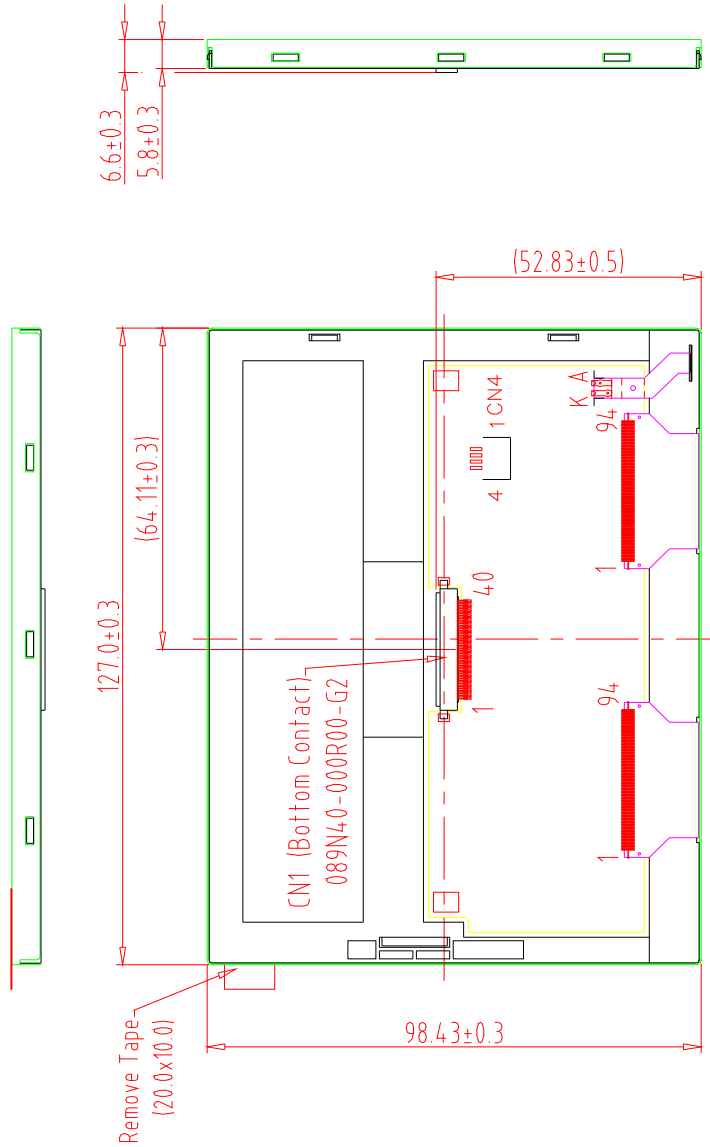 6.6±0.3
5.8±0.3
(52.83±0.5)
(64.11±0.3)
127.0±0.3
K A
94
1 CN4
4
1
40
1
CN1 (Bottom Contact)
089N40-000R00-G2
94
1
98.43±0.3
Remove Tape
(20.0x10.0)